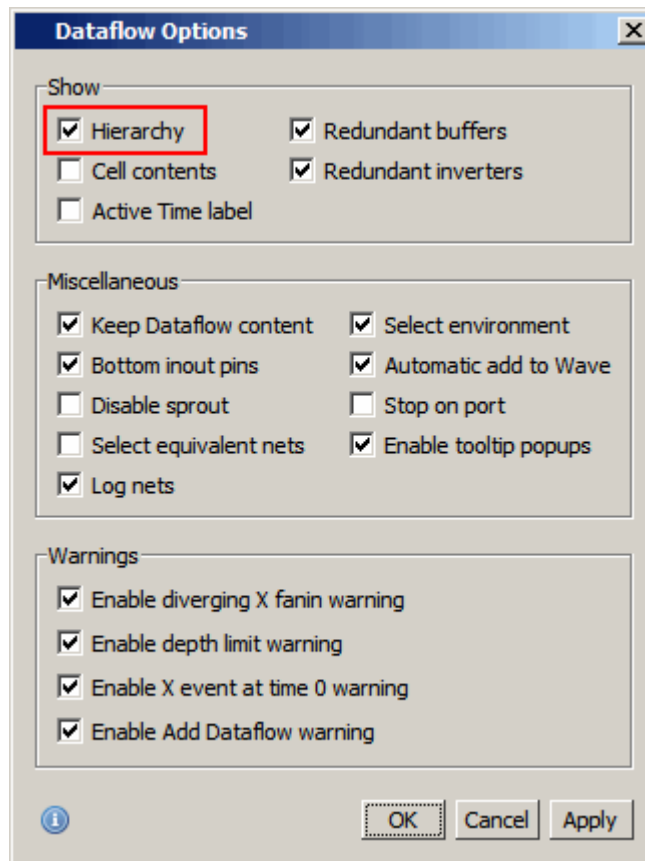 Dataflow Options
Show
Hierarchy
Redundant buffers
Cell contents
Redundant inverters
Active Time label
Miscellaneous
Keep Dataflow content
Select environment
Bottom inout pins
Automatic add to Wave
Disable sprout
Stop on port
Select equivalent nets
Enable tooltip popups
Log nets
Warnings
Enable diverging X fanin warning
Enable depth limit warning
Enable X event at time 0 warning
Enable Add Dataflow warning
OK
Cancel
Apply